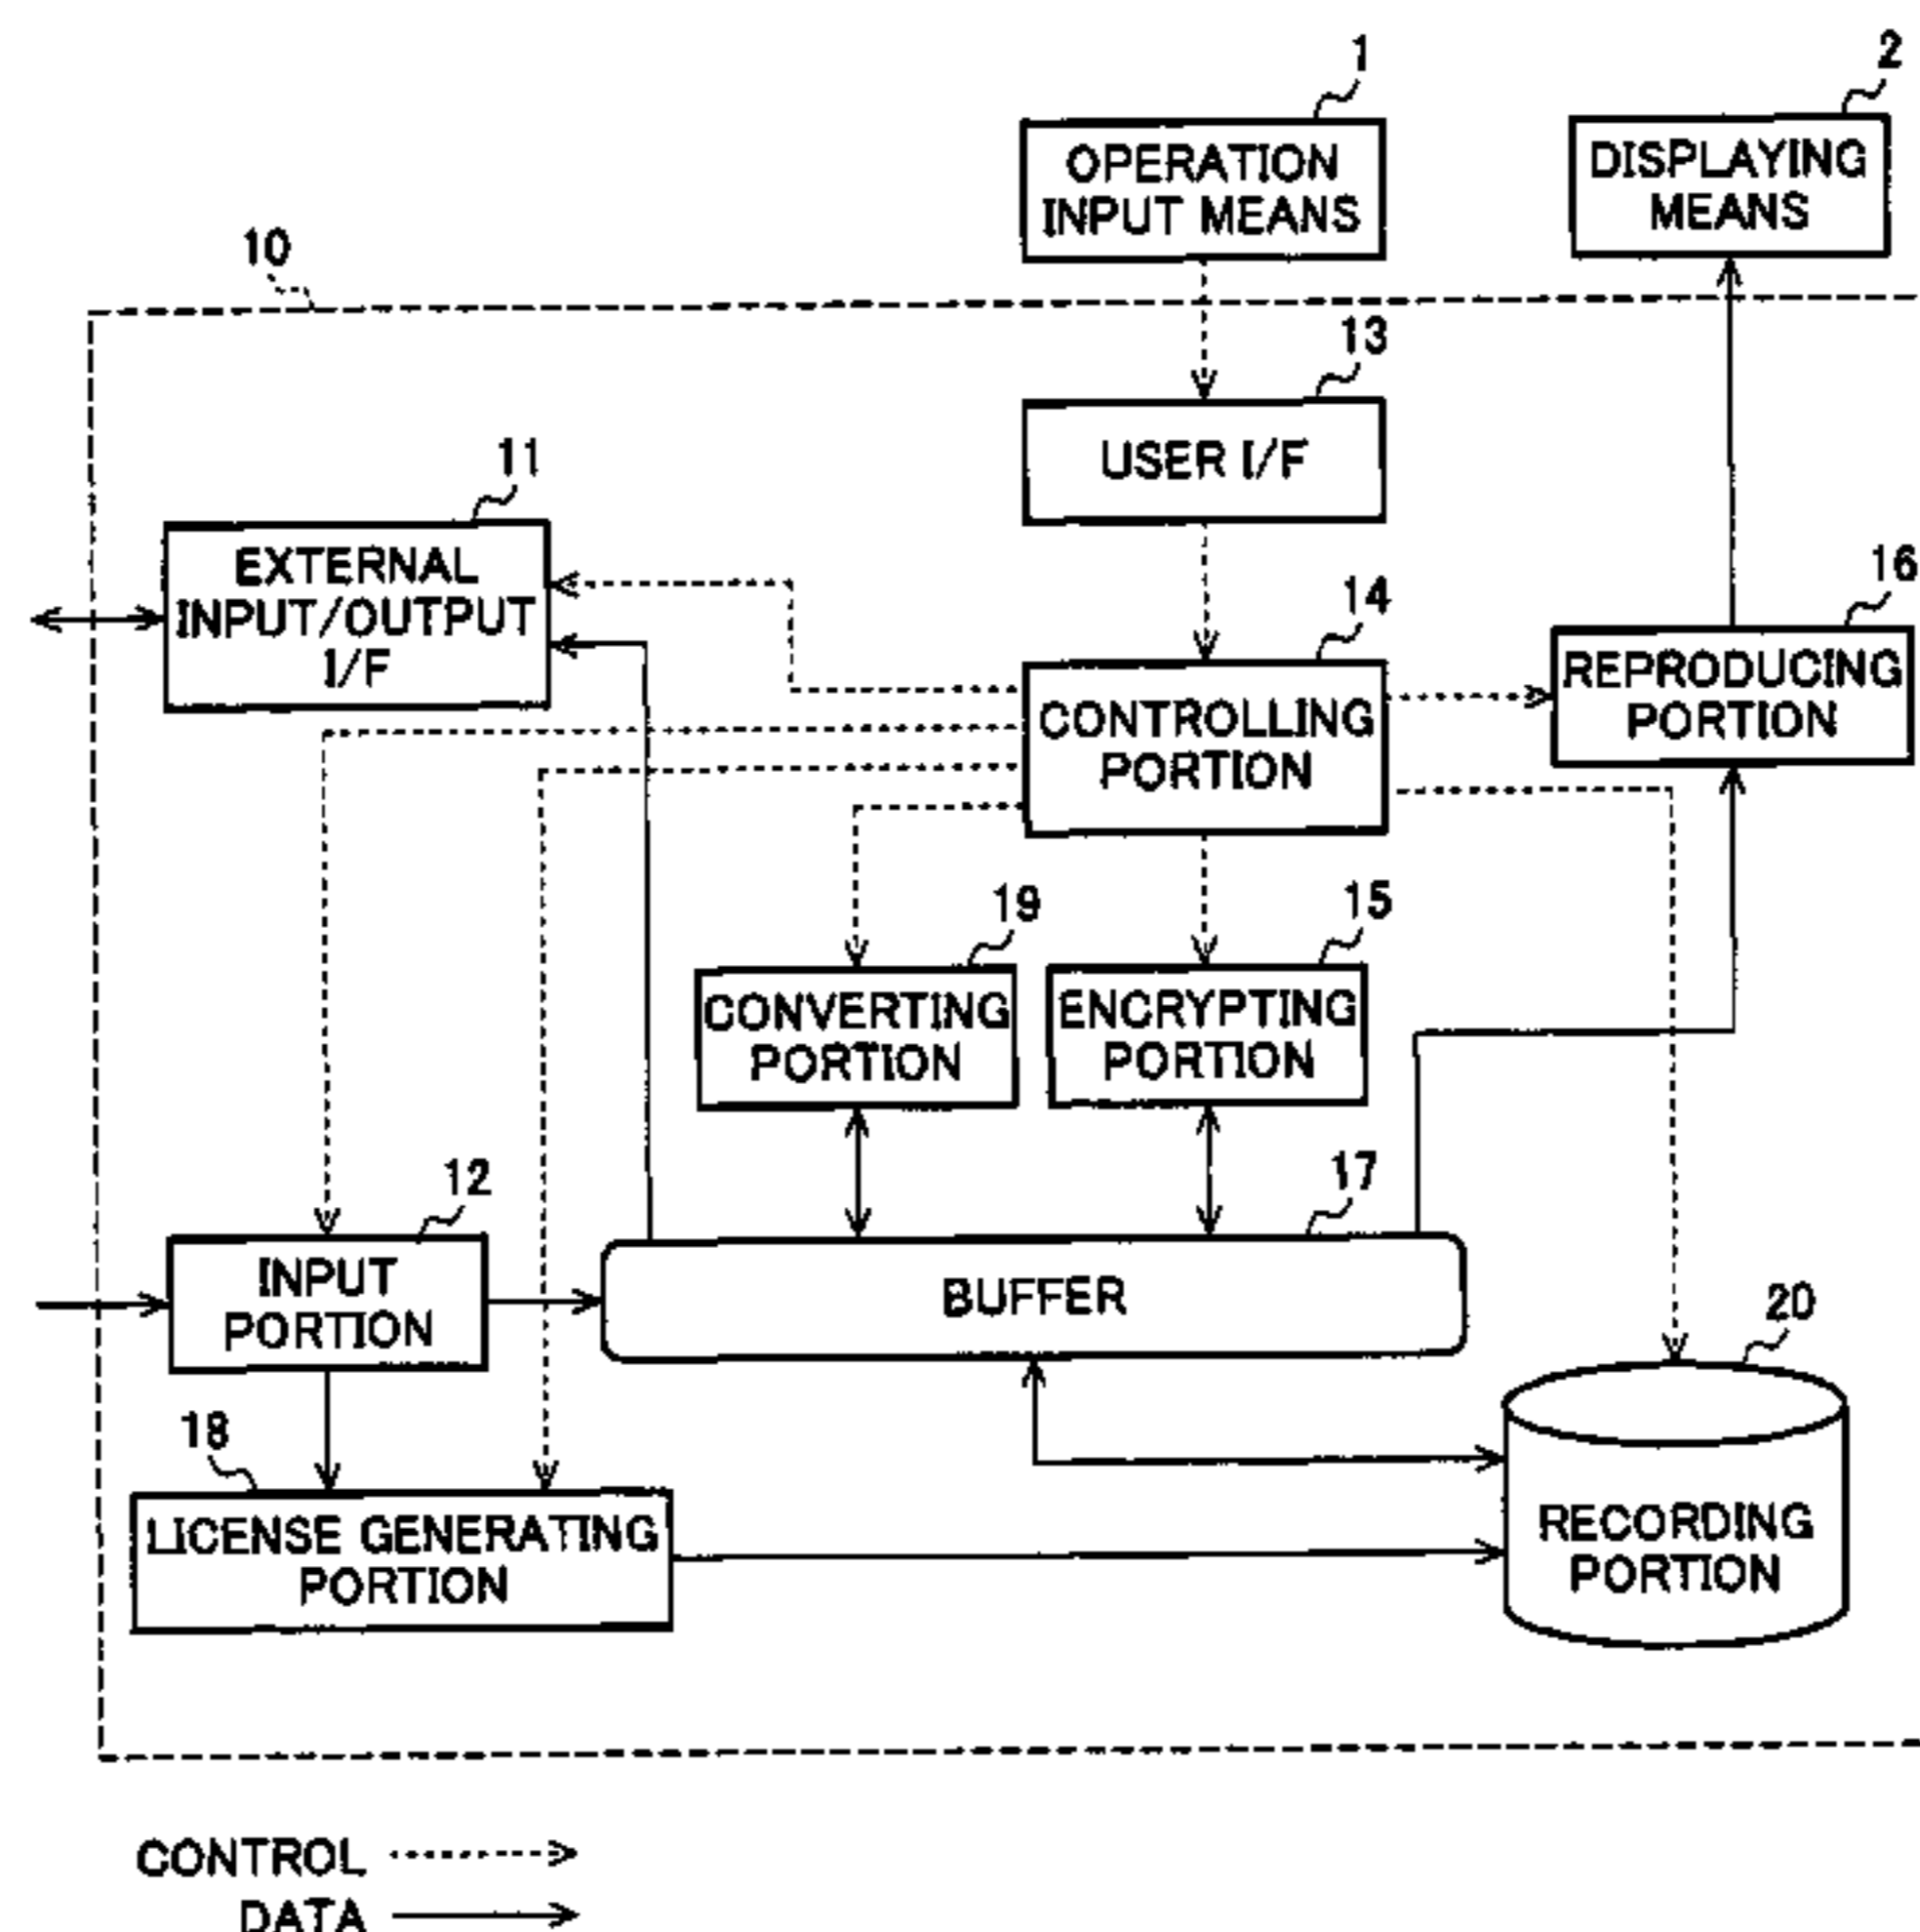 1
2
OPERATION
INPUT MEANS
DISPLAYING
MEANS
10
13
USER I/F
11
EXTERNAL
INPUT/OUTPUT
I/F
14
16
CONTROLLING
PORTION
REPRODUCING
PORTION
19
15
CONVERTING
PORTION
ENCRYPTING
PORTION
12
17
INPUT
PORTION
BUFFER
20
18
LICENSE GENERATING
PORTION
RECORDING
PORTION
CONTROL
DATA